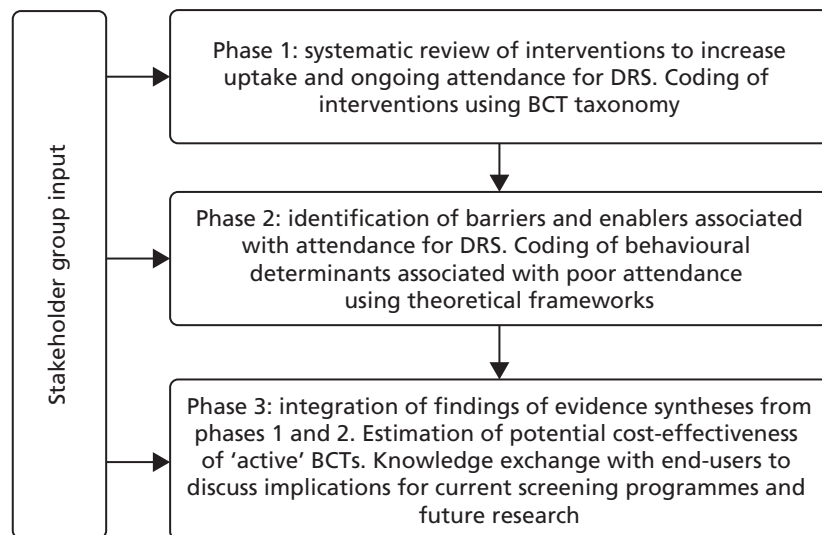 Stakeholder group input
Phase 1: systematic review of interventions to increase
uptake and ongoing attendance for DRS. Coding of
interventions using BCT taxonomy
Phase 2: identification of barriers and enablers associated
with attendance for DRS. Coding of behavioural
determinants associated with poor attendance
using theoretical frameworks
Phase 3: integration of findings of evidence syntheses from
phases 1 and 2. Estimation of potential cost-effectiveness
of ‘active’ BCTs. Knowledge exchange with end-users to
discuss implications for current screening programmes and
future research